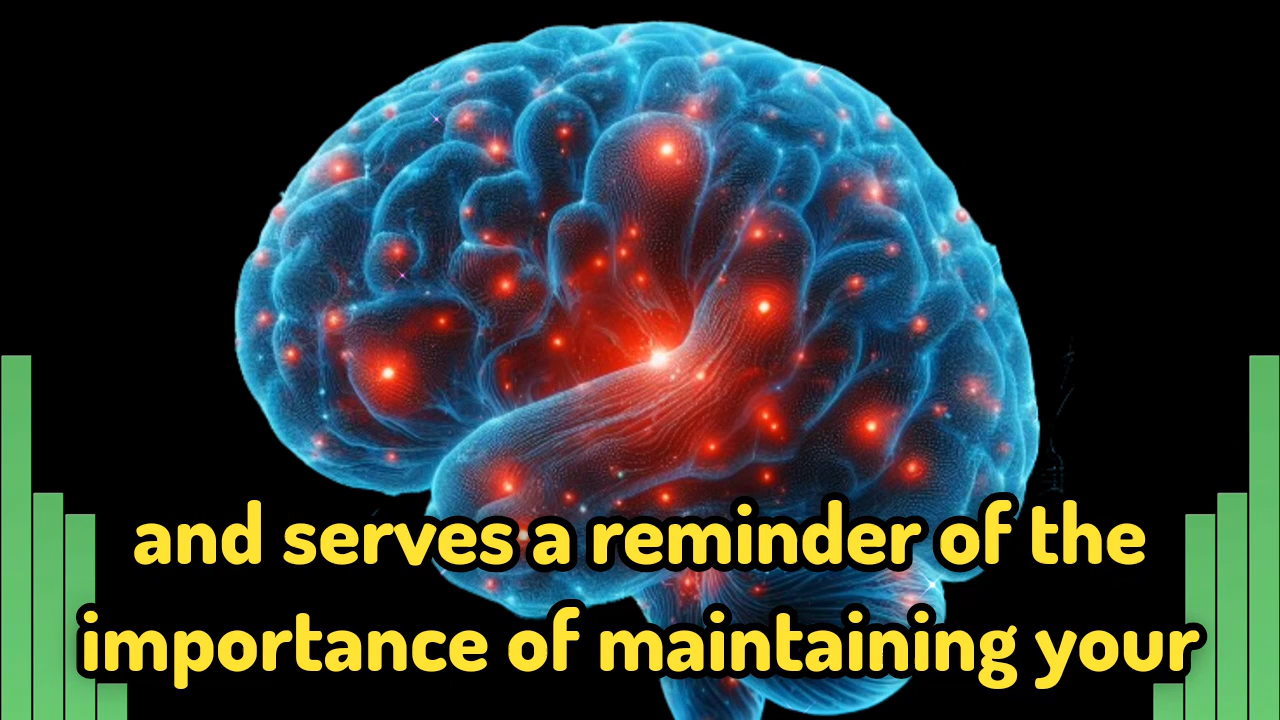 and serves a reminder of the
importance of maintaining your